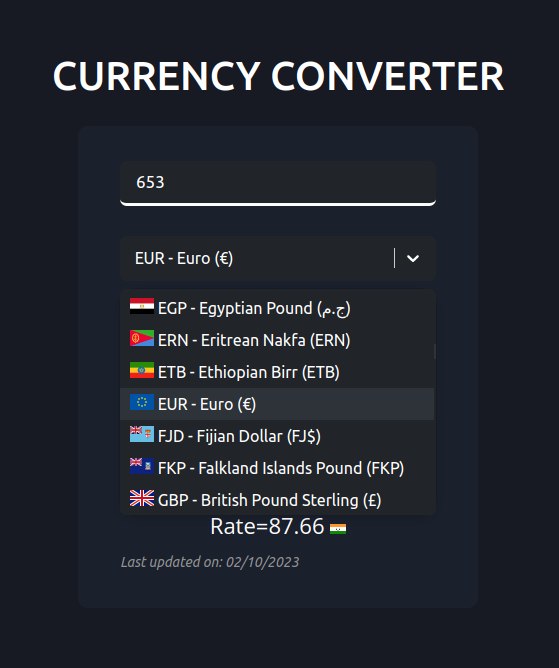 CURRENCY CONVERTER
653
EUR - Euro (€)
EGP - Egyptian Pound (ج.م)
ERN - Eritrean Nakfa (ERN)
ETB - Ethiopian Birr (ETB)
EUR - Euro (€)
FJD - Fijian Dollar (FJ$)
FKP - Falkland Islands Pound (FKP)
GBP - British Pound Sterling (£)
Rate=87.66
Last updated on: 02/10/2023